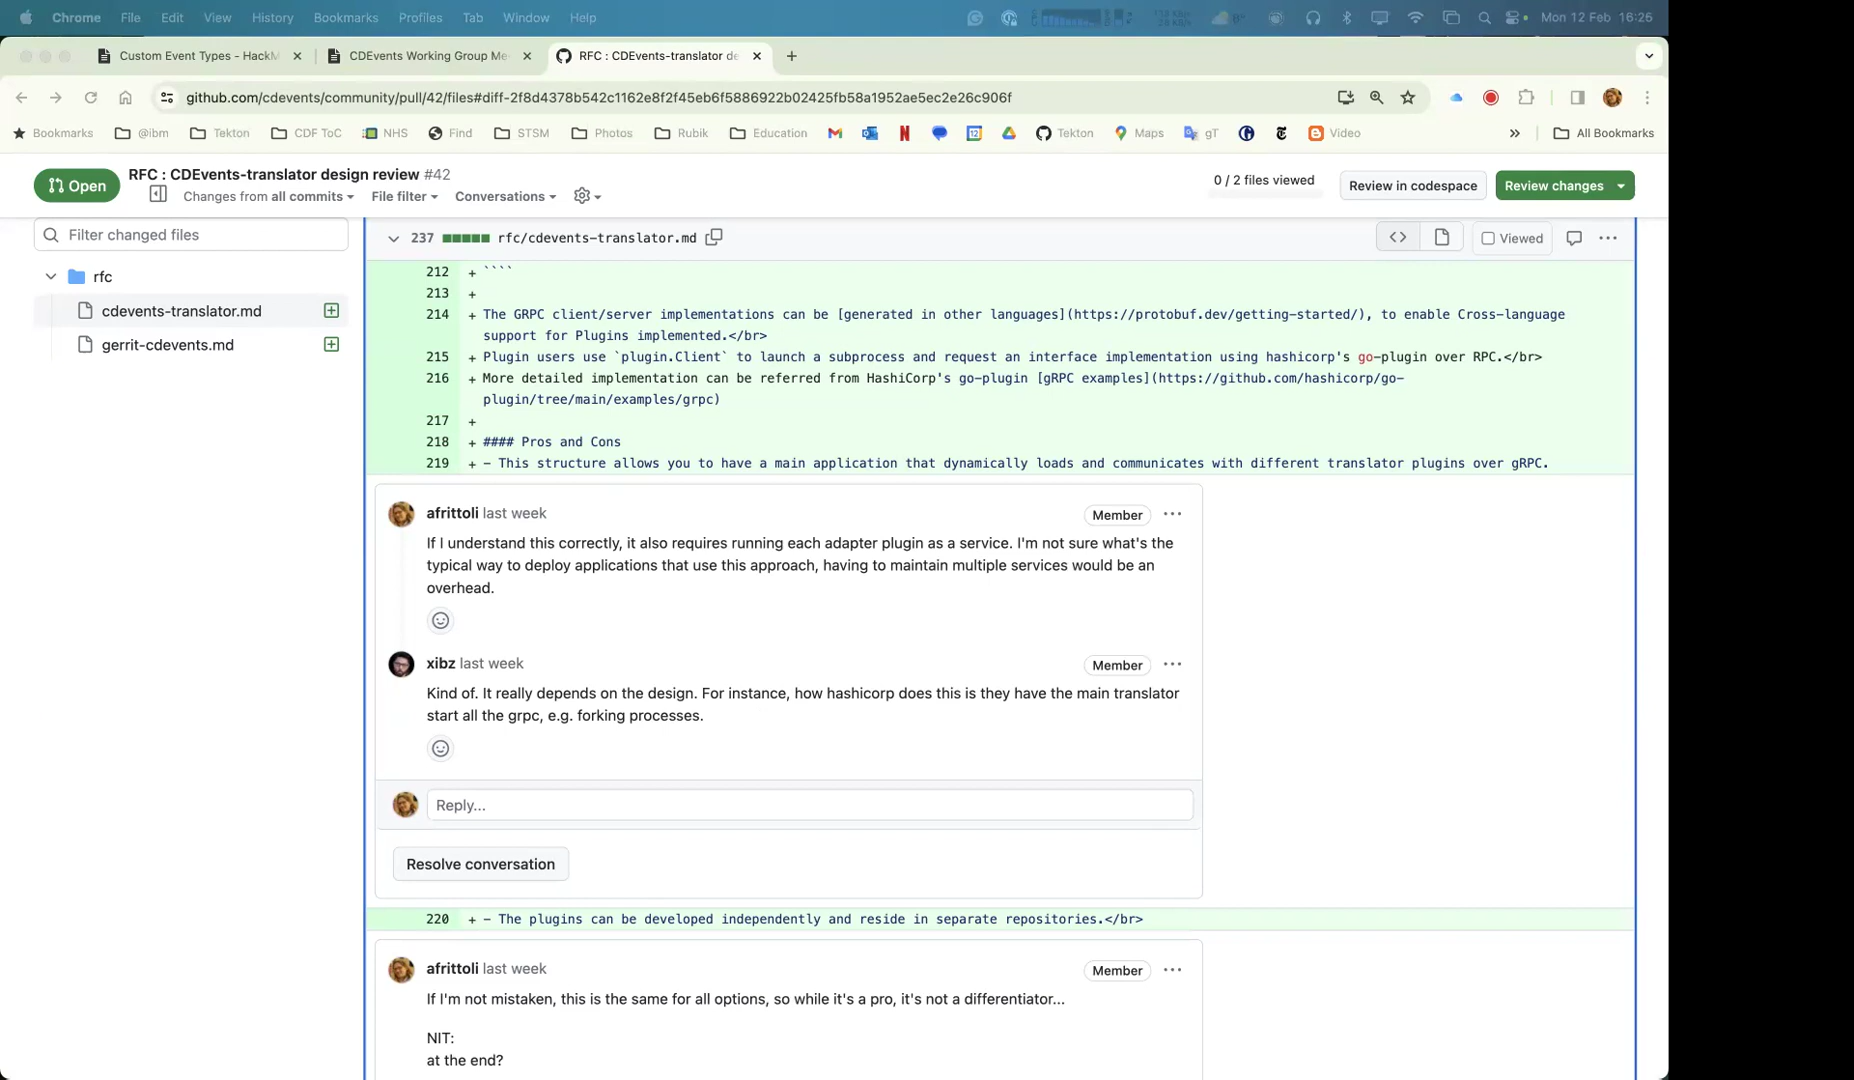 Chrome File Edit View History Bookmarks Profiles Tab Window Help Mon 12 Feb 16:26
Custom Event Types - HackM
CDEvents Working Group Me
RFC : CDEvents-translator de
github.com/cdevents/community/pull/42/files#diff-2f8d4378b542c1162e8f2f45eb6f5886922b02425fb58a1952ae5ec2e26c906f
Bookmarks @ibm Tekton CDF ToC NHS Find STSM Photos Rubik Education Tekton Maps gT Video » All Bookmarks
Open
RFC : CDEvents-translator design review #42
Changes from all commits File filter Conversations
0 / 2 files viewed
Review in codespace
Review changes
Filter changed files
rfc
cdevents-translator.md
gerrit-cdevents.md
237 rfc/cdevents-translator.md
Viewed
212 + ````
213 +
214 + The GRPC client/server implementations can be [generated in other languages](https://protobuf.dev/getting-started/), to enable Cross-language
support for Plugins implemented.</br>
215 + Plugin users use `plugin.Client` to launch a subprocess and request an interface implementation using hashicorp's go-plugin over RPC.</br>
216 + More detailed implementation can be referred from HashiCorp's go-plugin [gRPC examples](https://github.com/hashicorp/go-
plugin/tree/main/examples/grpc)
217 +
218 + #### Pros and Cons
219 + - This structure allows you to have a main application that dynamically loads and communicates with different translator plugins over gRPC.
afrittoli last week
Member
If I understand this correctly, it also requires running each adapter plugin as a service. I'm not sure what's the
typical way to deploy applications that use this approach, having to maintain multiple services would be an
overhead.
xibz last week
Member
Kind of. It really depends on the design. For instance, how hashicorp does this is they have the main translator
start all the grpc, e.g. forking processes.
Reply...
Resolve conversation
220 + - The plugins can be developed independently and reside in separate repositories.</br>
afrittoli last week
Member
If I'm not mistaken, this is the same for all options, so while it's a pro, it's not a differentiator...
NIT:
at the end?